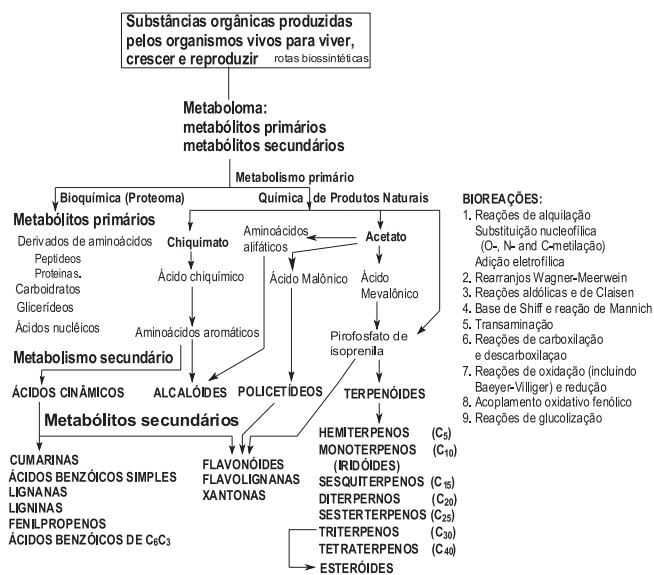 Substâncias orgânicas produzidas
pelos organismos vivos para viver,
crescer e reproduzir rotas biossintéticas
Metaboloma:
metabólitos primários
metabólitos secundários
Metabolismo primário
Bioquímica (Proteoma)
Química de Produtos Naturais
Metabólitos primários
Derivados de aminoácidos
Peptídeos
Proteinas.
Carboidratos
Glicerídeos
Ácidos nuclêicos
Chiquimato
Ácido chiquímico
Aminoácidos aromáticos
Aminoácidos
alifáticos
Acetato
Ácido Malônico
Ácido
Mevalônico
Pirofosfato de
isoprenila
Metabolismo secundário
ÁCIDOS CINÂMICOS
ALCALÓIDES
POLICETÍDEOS
TERPENÓIDES
Metabólitos secundários
CUMARINAS
ÁCIDOS BENZÓICOS SIMPLES
LIGNANAS
LIGNINAS
FENILPROPENOS
ÁCIDOS BENZÓICOS DE C₆C₃
FLAVONÓIDES
FLAVOLIGNANAS
XANTONAS
HEMITERPENOS (C₅)
MONOTERPENOS (C₁₀)
(IRIDÓIDES)
SESQUITERPENOS (C₁₅)
DITERPERNOS (C₂₀)
SESTERTERPENOS (C₂₅)
TRITERPENOS (C₃₀)
TETRATERPENOS (C₄₀)
ESTERÓIDES
BIOREAÇÕES:
1. Reações de alquilação
Substituição nucleofílica
(O-, N- and C-metilação)
Adição eletrofílica
2. Rearranjos Wagner-Meerwein
3. Reações aldólicas e de Claisen
4. Base de Shiff e reação de Mannich
5. Transaminação
6. Reações de carboxilação
e descarboxilaçao
7. Reações de oxidação (incluindo
Baeyer-Villiger) e redução
8. Acoplamento oxidativo fenólico
9. Reações de glucolização